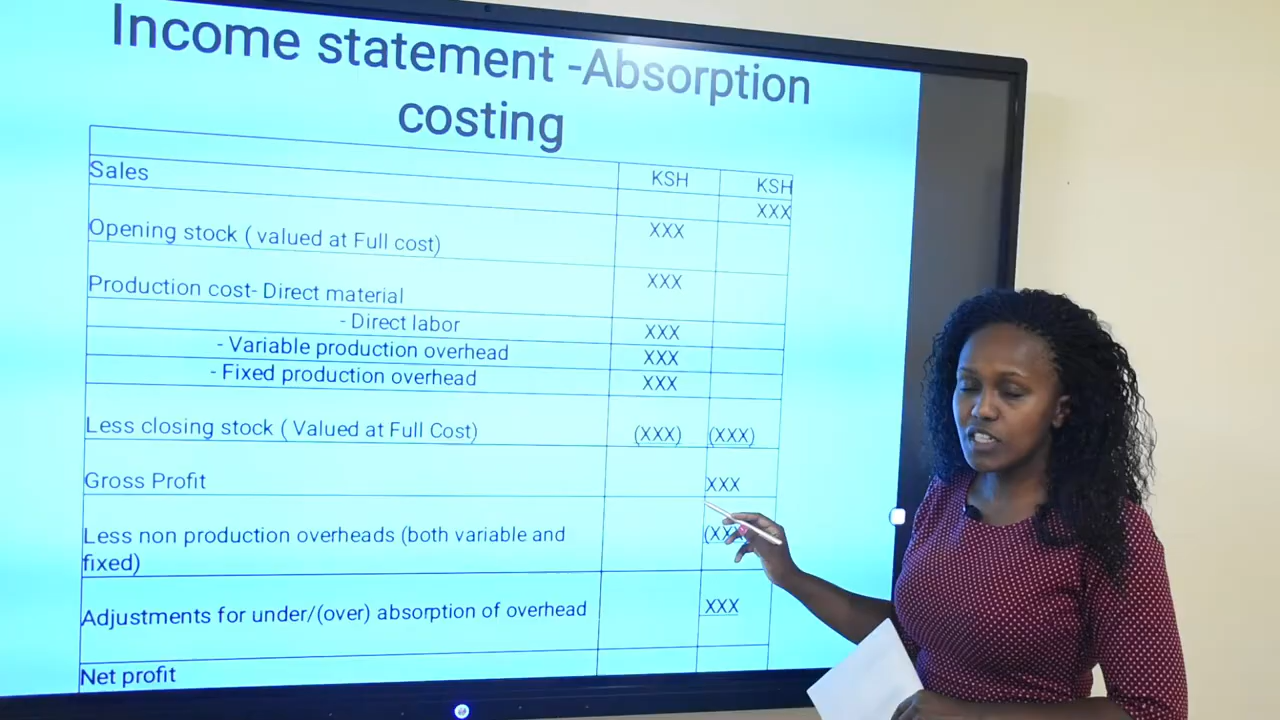 Income statement -Absorption
costing
KSH KSH
Sales XXX
Opening stock ( valued at Full cost) XXX
Production cost- Direct material XXX
- Direct labor XXX
- Variable production overhead XXX
- Fixed production overhead XXX
Less closing stock ( Valued at Full Cost) (XXX) (XXX)
Gross Profit XXX
Less non production overheads (both variable and
fixed)
Adjustments for under/(over) absorption of overhead XXX
Net profit